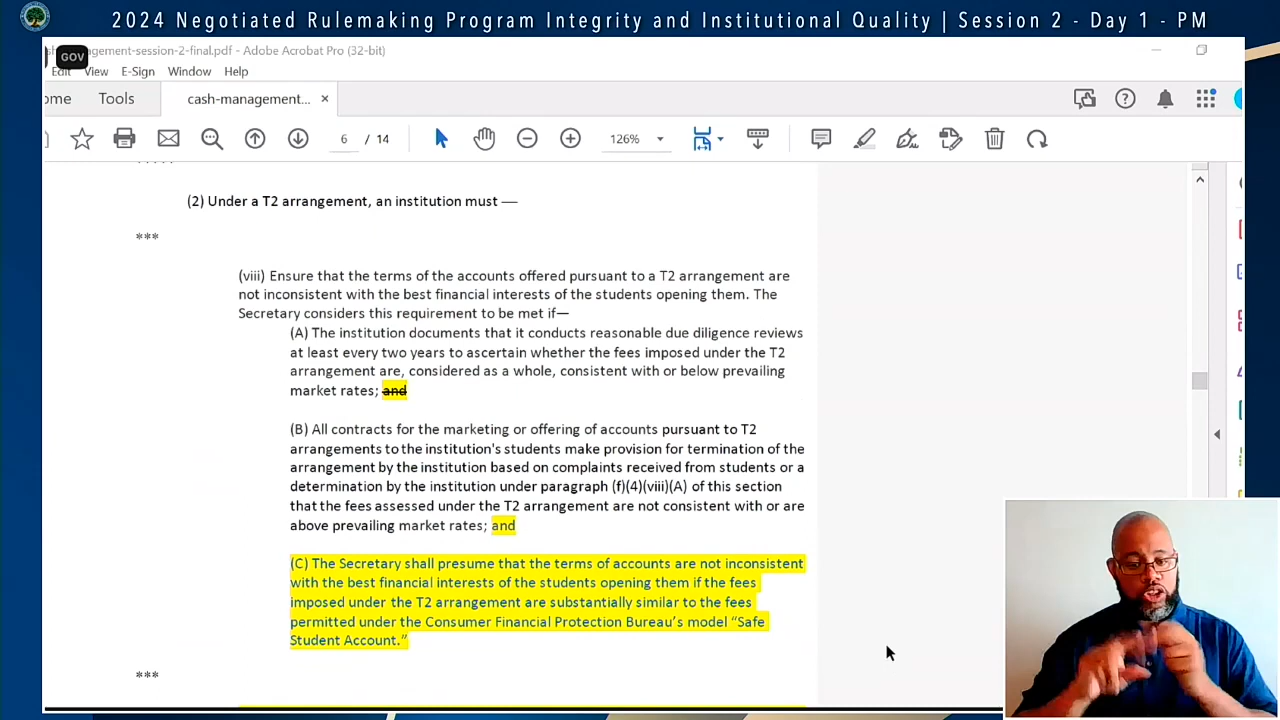 2024 Negotiated Rulemaking Program Integrity and Institutional Quality | Session 2 - Day 1 - PM
sh-management-session-2-final.pdf - Adobe Acrobat Pro (32-bit)
GOV
Edit View E-Sign Window Help
ome Tools cash-management... ×
6 / 14 126%
*****
(2) Under a T2 arrangement, an institution must —
***
(viii) Ensure that the terms of the accounts offered pursuant to a T2 arrangement are
not inconsistent with the best financial interests of the students opening them. The
Secretary considers this requirement to be met if—
(A) The institution documents that it conducts reasonable due diligence reviews
at least every two years to ascertain whether the fees imposed under the T2
arrangement are, considered as a whole, consistent with or below prevailing
market rates; and
(B) All contracts for the marketing or offering of accounts pursuant to T2
arrangements to the institution's students make provision for termination of the
arrangement by the institution based on complaints received from students or a
determination by the institution under paragraph (f)(4)(viii)(A) of this section
that the fees assessed under the T2 arrangement are not consistent with or are
above prevailing market rates; and
(C) The Secretary shall presume that the terms of accounts are not inconsistent
with the best financial interests of the students opening them if the fees
imposed under the T2 arrangement are substantially similar to the fees
permitted under the Consumer Financial Protection Bureau's model “Safe
Student Account.”
***